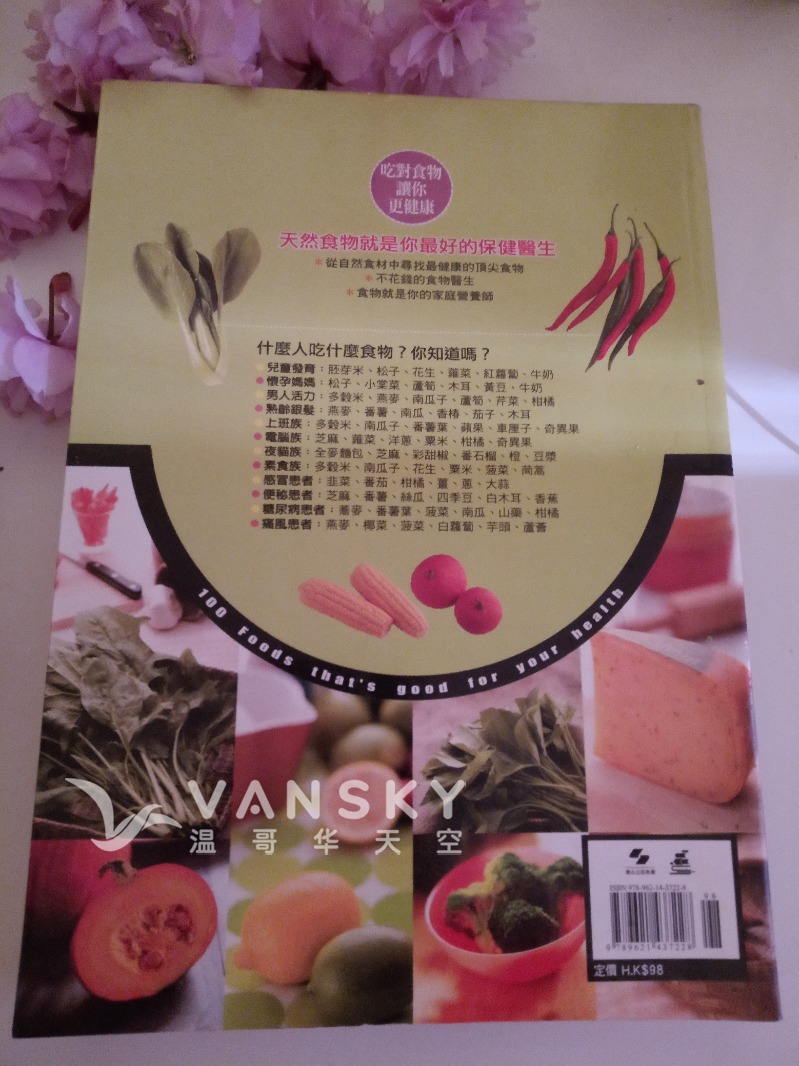 吃對食物
讓你
更健康
天然食物就是你最好的保健醫生
*從自然食材中尋找最健康的頂尖食物
*不花錢的食物醫生
*食物就是你的家庭營養師
什麼人吃什麼食物?你知道嗎?
兒童發育:胚芽米、松子、花生、蕹菜、紅蘿蔔、牛奶
懷孕媽媽:松子、小棠菜、蘆筍、木耳、黃豆、牛奶
男人活力:多穀米、燕麥、南瓜子、蘆筍、芹菜、柑橘
熟齡銀髮:燕麥、番薯、南瓜、香椿、茄子、木耳
上班族:多穀米、南瓜子、番薯葉、蘋果、車厘子、奇異果
電腦族:芝麻、蕹菜、洋蔥、粟米、柑橘、奇異果
夜貓族:全麥麵包、芝麻、彩甜椒、番石榴、橙、豆漿
素食族:多穀米、南瓜子、花生、粟米、菠菜、茼蒿
感冒患者:韭菜、番茄、柑橘、薑、蔥、大蒜
便秘患者:芝麻、番薯、絲瓜、四季豆、白木耳、香蕉
糖尿病患者:蕎麥、番薯葉、菠菜、南瓜、山藥、柑橘
痛風患者:燕麥、椰菜、菠菜、白蘿蔔、芋頭、蘆薈
100 Foods that's good for your health
VANSKY
温哥华天空
ISBN 978-962-14-3722-8
98
9 789621 437228
定價 H.K$98